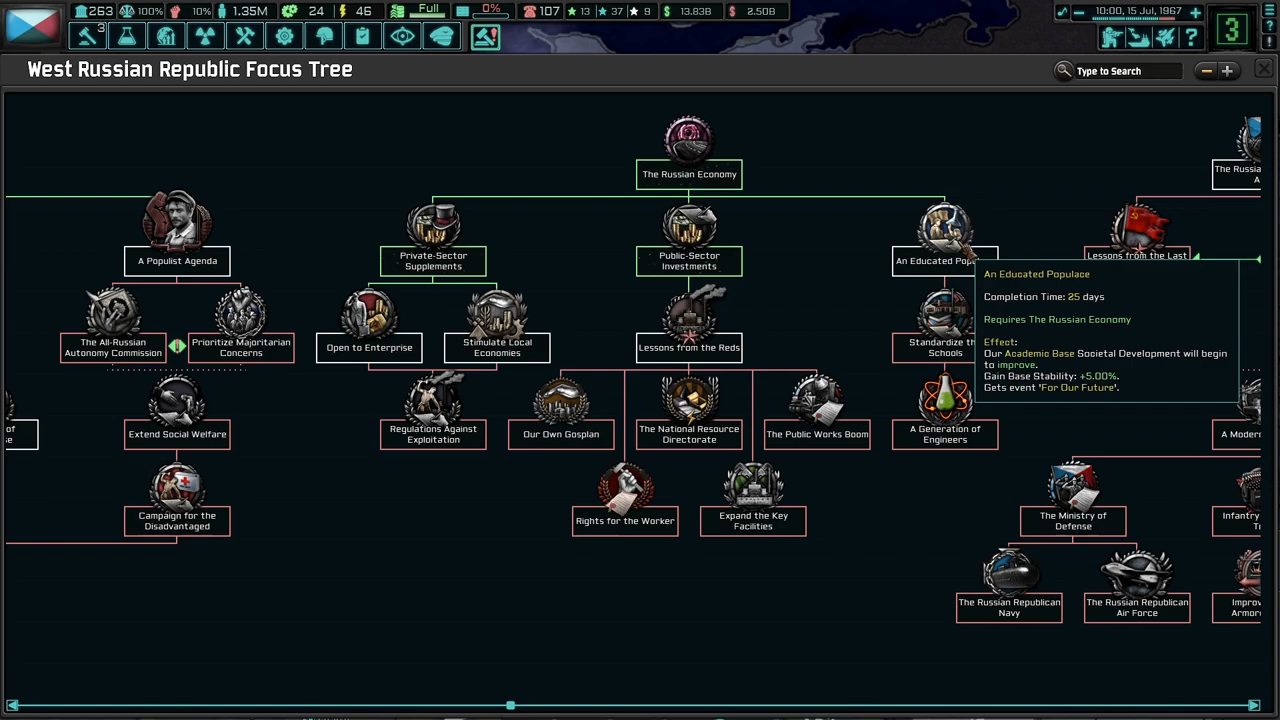 263 100% 10% 1.35M 24 46 Full 0% 107 13 37 9 $ 13.83B $ 2.50B 10:00, 15 Jul, 1967
3
3
West Russian Republic Focus Tree
Type to Search
The Russian Economy
A Populist Agenda
Private-Sector
Supplements
Public-Sector
Investments
An Educated
Lessons from the Last
The All-Russian
Autonomy Commission
Prioritize Majoritarian
Concerns
Open to Enterprise
Stimulate Local
Economies
Lessons from the Reds
Standardize
Schools
An Educated Populace
Completion Time: 25 days
Requires The Russian Economy
Effect:
Our Academic Base Societal Development will begin
to improve.
Gain Base Stability: +5.00%.
Gets event 'For Our Future'.
of
Extend Social Welfare
Regulations Against
Exploitation
Our Own Gosplan
The National Resource
Directorate
The Public Works Boom
A Generation of
Engineers
Campaign for the
Disadvantaged
Rights for the Worker
Expand the Key
Facilities
The Ministry of
Defense
Infantry
The Russian Republican
Navy
The Russian Republican
Air Force